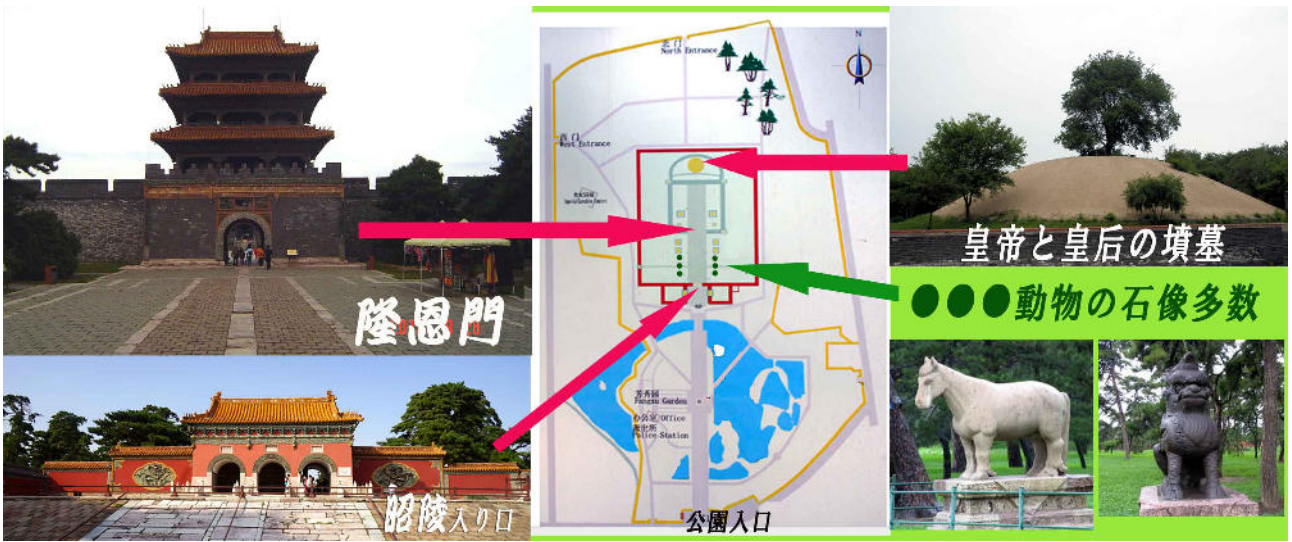 隆恩門
昭陵入り口
北门
North Entrance
N
西门
West Entrance
芳秀园
Fangxiu Garden
办公室/Office
派出所
Police Station
公園入口
皇帝と皇后の墳墓
●●●動物の石像多数